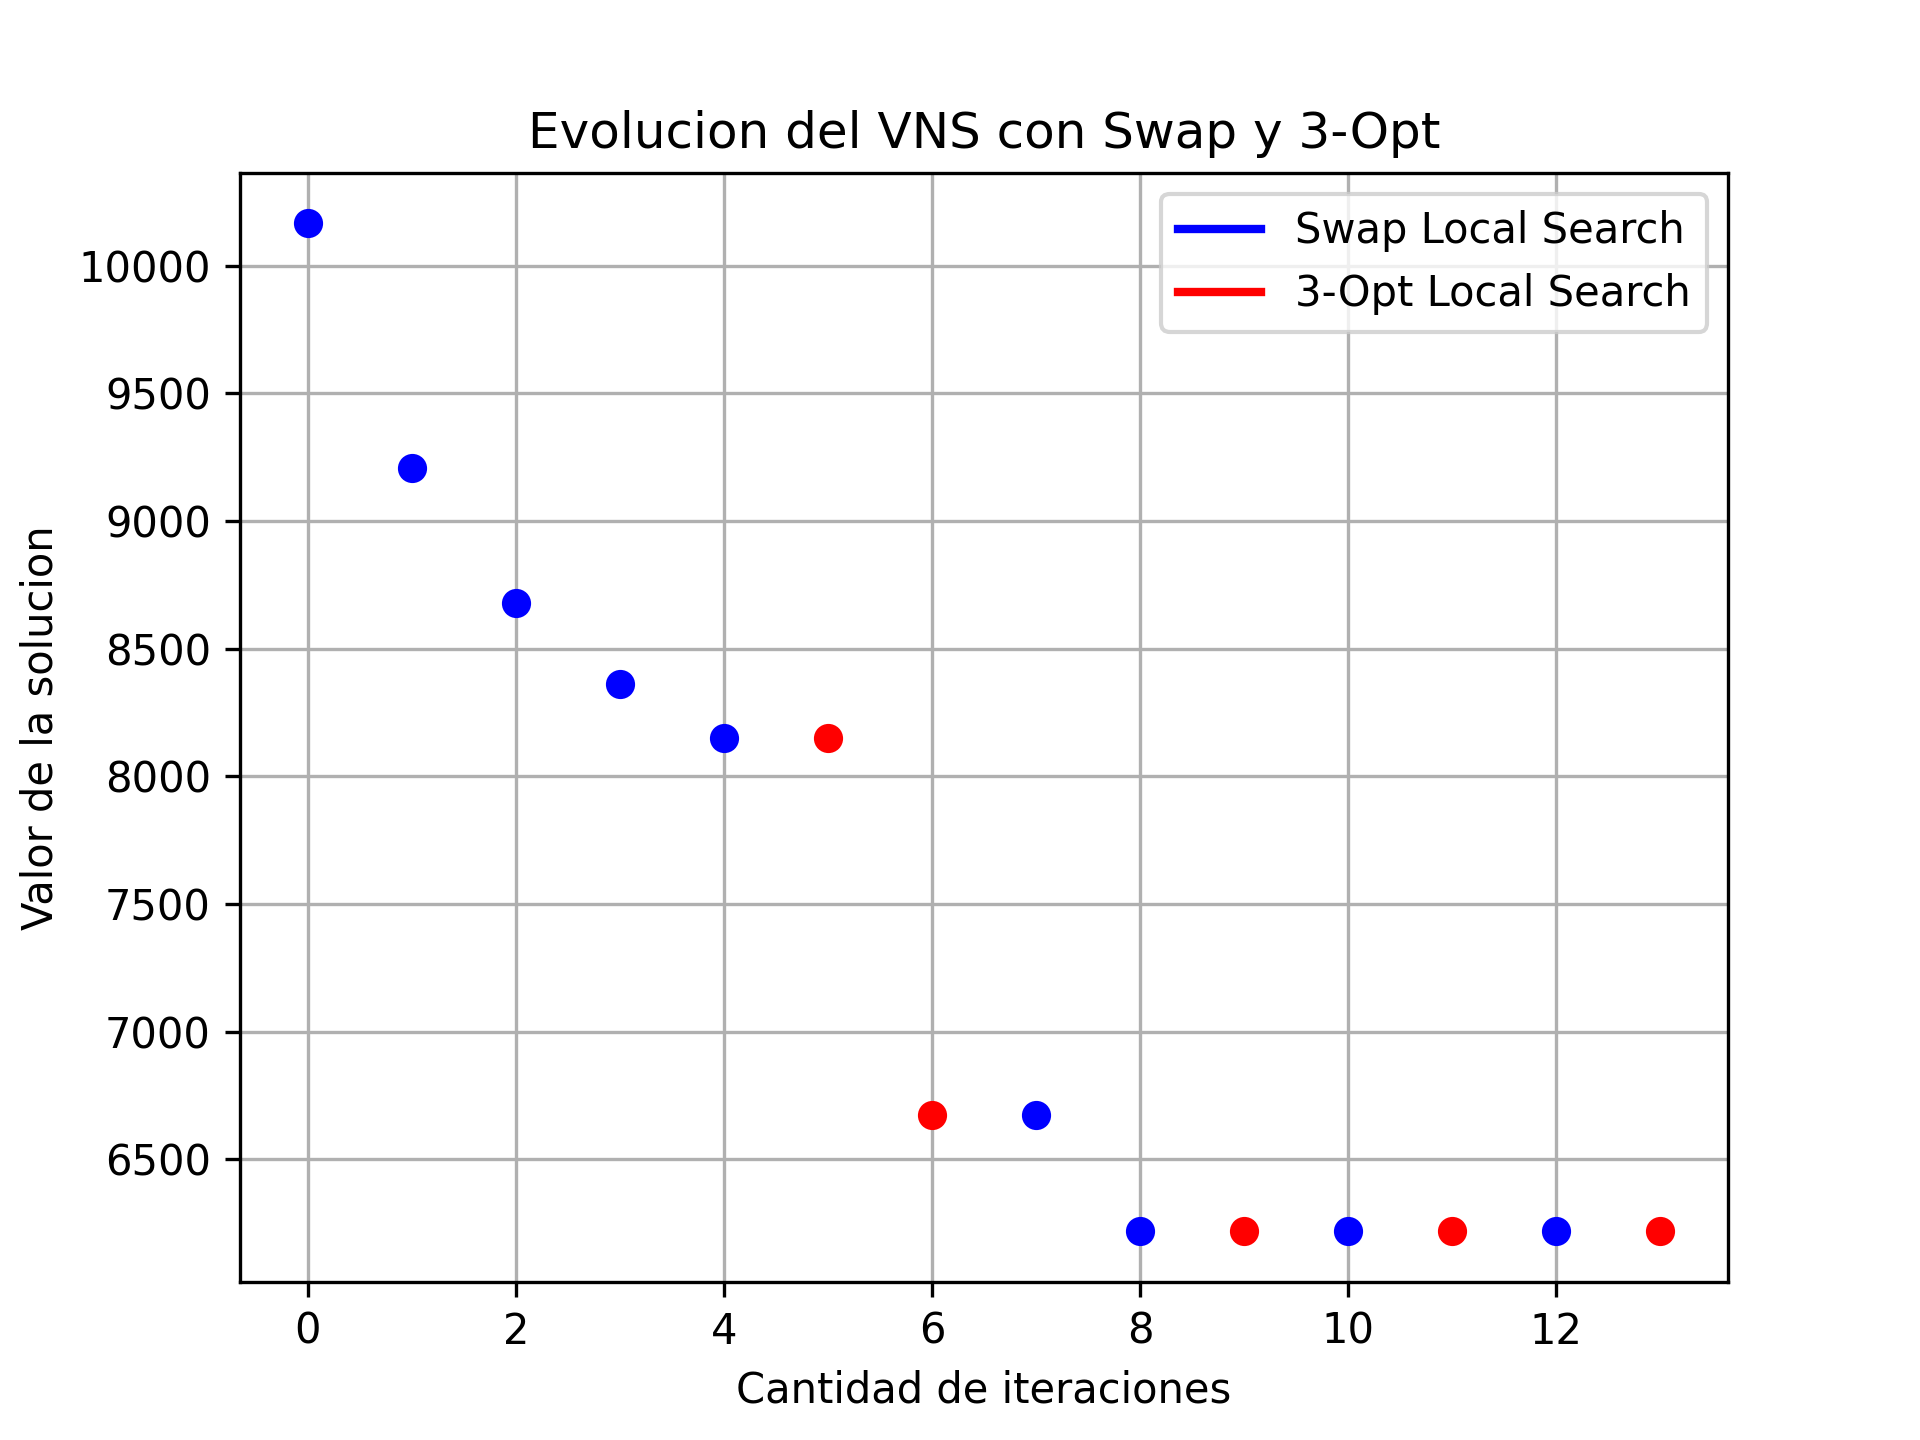 Evolucion del VNS con Swap y 3-Opt
Swap Local Search
3-Opt Local Search
Valor de la solucion
10000
9500
9000
8500
8000
7500
7000
6500
0 2 4 6 8 10 12
Cantidad de iteraciones